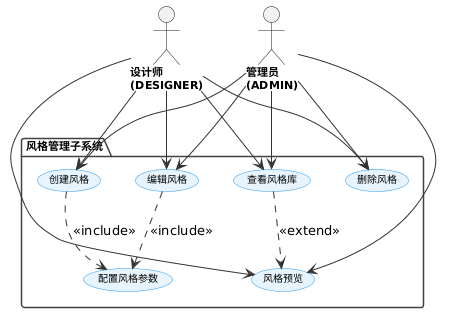 设计师
(DESIGNER)
管理员
(ADMIN)
风格管理子系统
创建风格
编辑风格
查看风格库
删除风格
«include»
«include»
«extend»
配置风格参数
风格预览